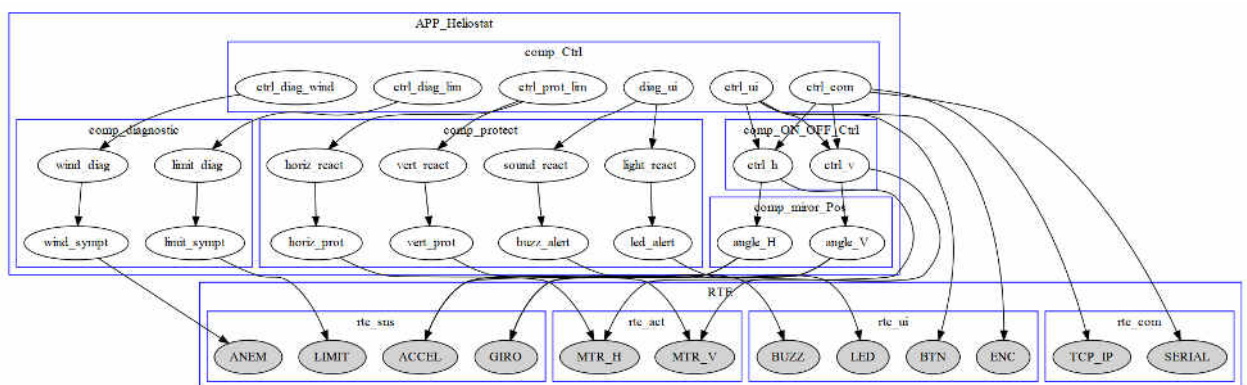 APP_Heliostat
comp_Ctrl
ctrl_diag_wind ctrl_diag_lim ctrl_prot_lim diag_ui ctrl_ui ctrl_com
comp_diagnostic comp_protect comp_ON_OFF_Ctrl
wind_diag limit_diag horiz_react vert_react sound_react light_react ctrl_h ctrl_v
comp_miror_Pos
wind_sympt limit_sympt horiz_prot vert_prot buzz_alert led_alert angle_H angle_V
RTE
rte_sns rte_act rte_ui rte_com
ANEM LIMIT ACCEL GIRO MTR_H MTR_V BUZZ LED BTN ENC TCP_IP SERIAL